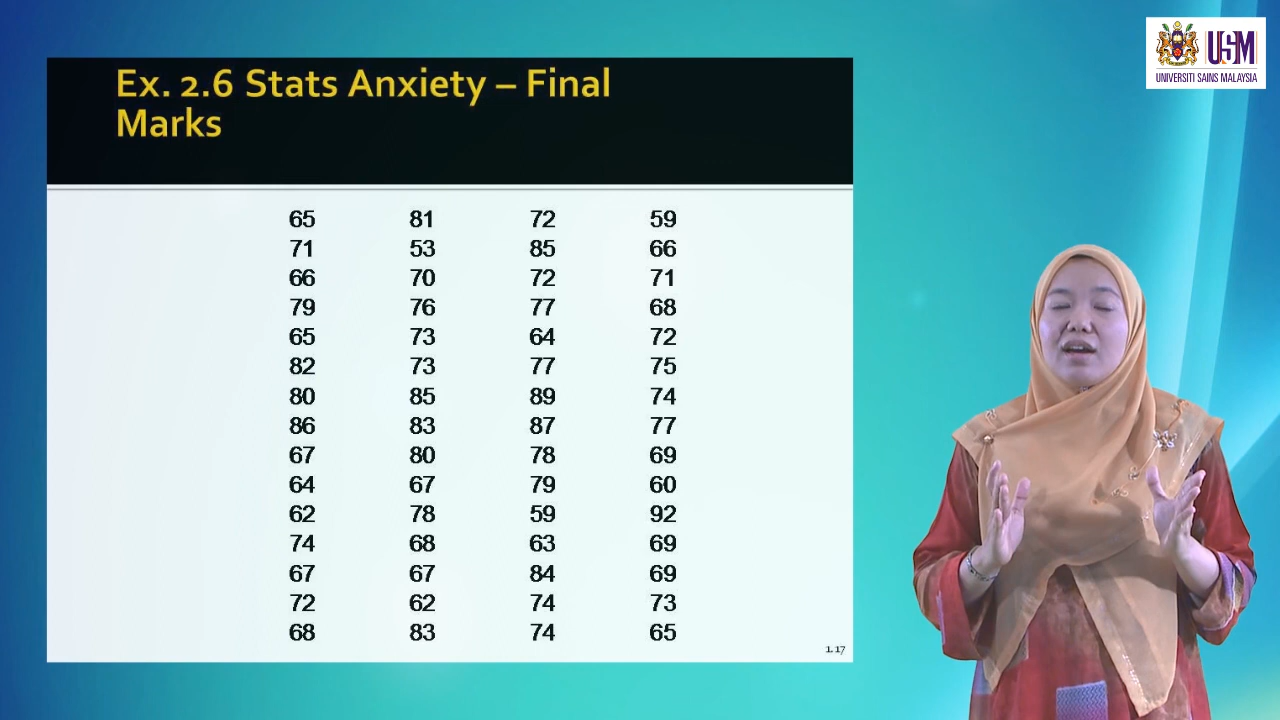 Ex. 2.6 Stats Anxiety – Final
Marks
65 81 72 59
71 53 85 66
66 70 72 71
79 76 77 68
65 73 64 72
82 73 77 75
80 85 89 74
86 83 87 77
67 80 78 69
64 67 79 60
62 78 59 92
74 68 63 69
67 67 84 69
72 62 74 73
68 83 74 65
1.17
USM
UNIVERSITI SAINS MALAYSIA